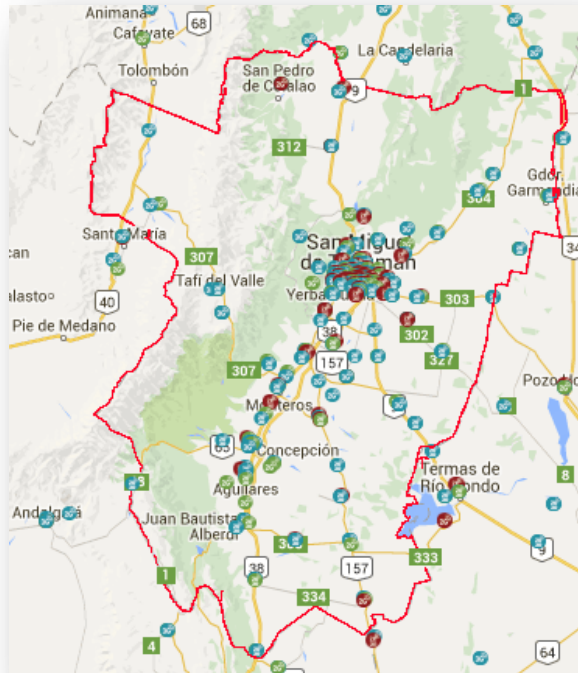 Animana
Cafayate
68
La Candelaria
Tolombón
San Pedro
de Colalao
9
1
312
Gdor.
Garmendia
304
Santa María
San Miguel
de Tucumán
307
34
Tafí del Valle
Yerba Buena
303
40
38
302
Pie de Medano
157
327
307
Monteros
65
Concepción
Termas de
Río Hondo
Aguilares
8
Andalgalá
Juan Bautista
Alberdi
9
333
1
38
157
334
4
64